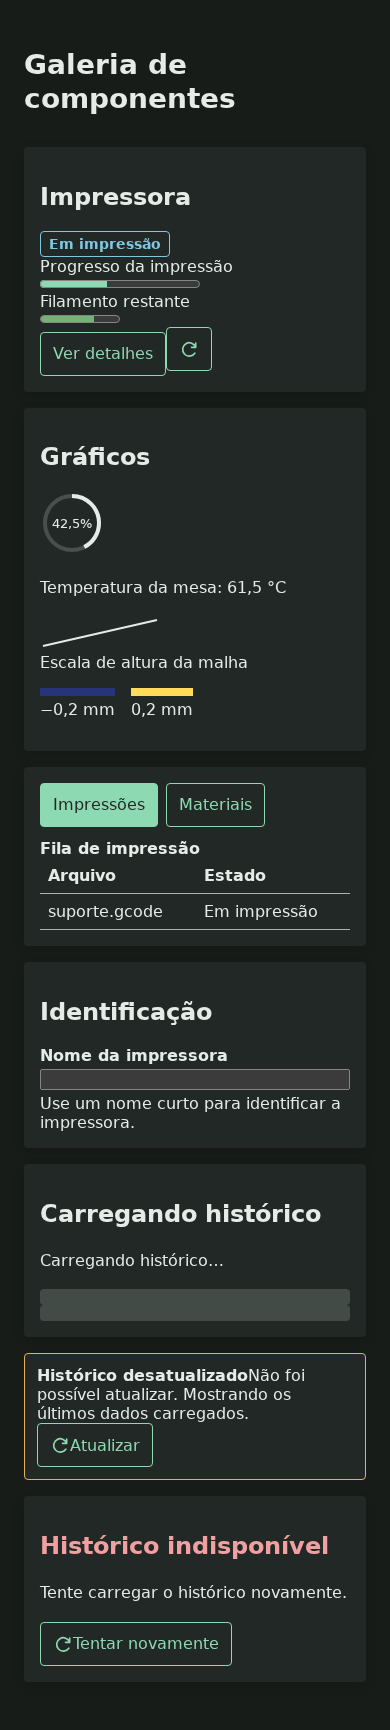 Galeria de
componentes
Impressora
Em impressão
Progresso da impressão
Filamento restante
Ver detalhes
Gráficos
42,5%
Temperatura da mesa: 61,5 °C
Escala de altura da malha
−0,2 mm 0,2 mm
Impressões Materiais
Fila de impressão
Arquivo Estado
suporte.gcode Em impressão
Identificação
Nome da impressora
Use um nome curto para identificar a
impressora.
Carregando histórico
Carregando histórico…
Histórico desatualizadoNão foi
possível atualizar. Mostrando os
últimos dados carregados.
Atualizar
Histórico indisponível
Tente carregar o histórico novamente.
Tentar novamente